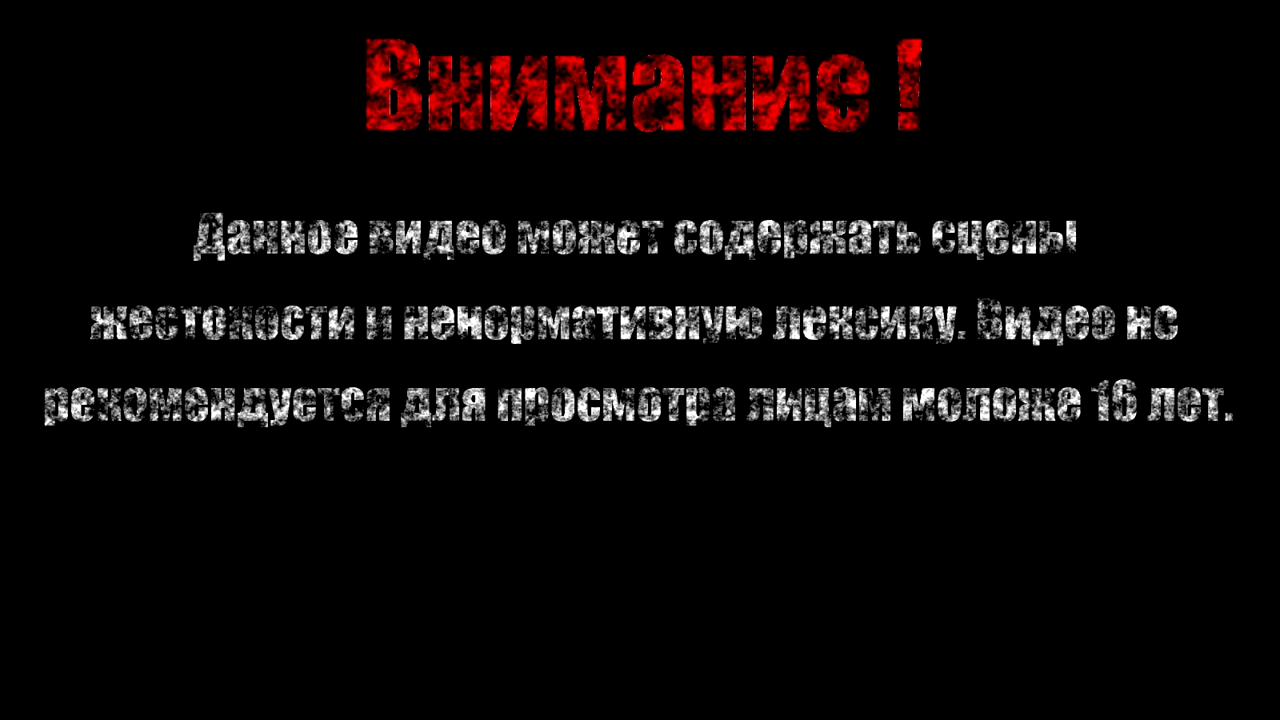 Внимание !
Данное видео может содержать сцены
жестокости и ненормативную лексику. Видео не
рекомендуется для просмотра лицам моложе 16 лет.